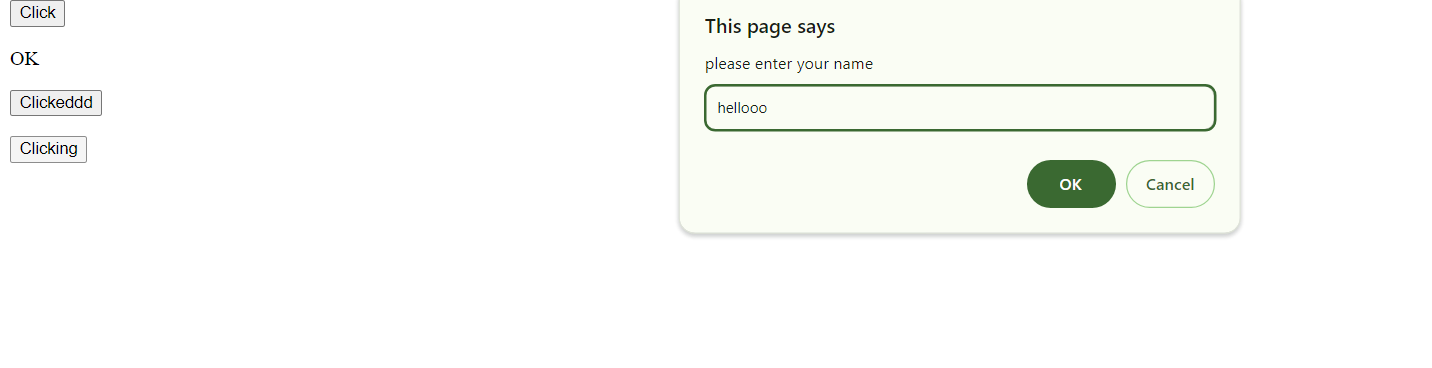 Click
OK
Clickeddd
Clicking
This page says
please enter your name
hellooo
OK
Cancel